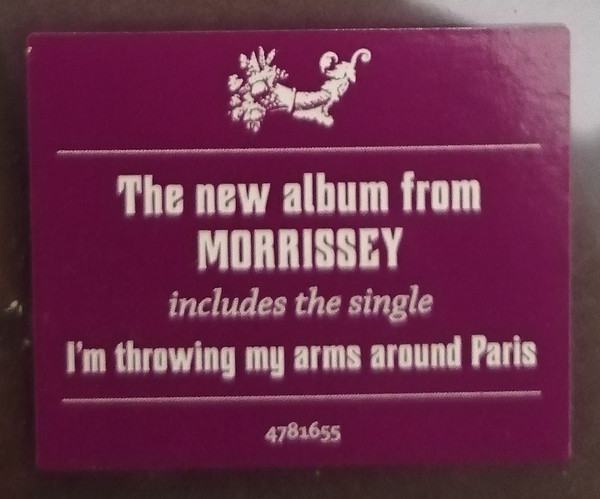 The new album from
MORRISSEY
includes the single
I'm throwing my arms around Paris
4781655